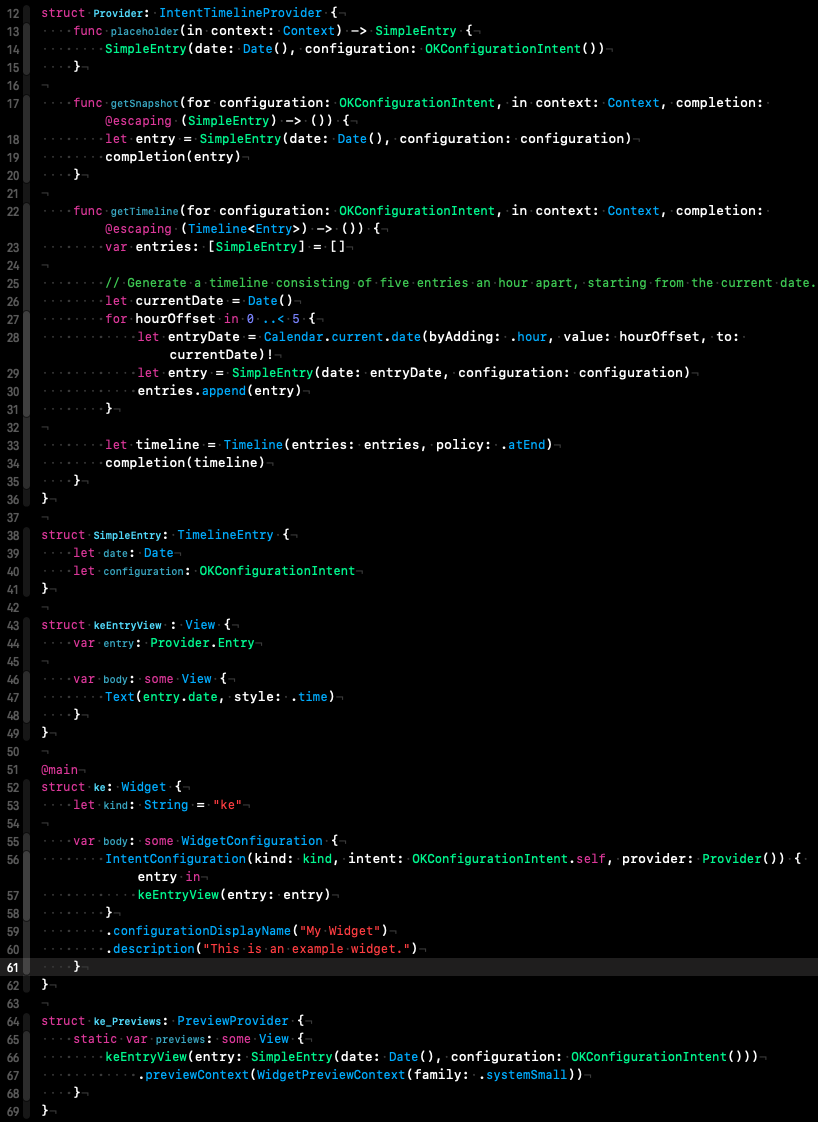 12 struct Provider: IntentTimelineProvider {
13     func placeholder(in context: Context) -> SimpleEntry {
14         SimpleEntry(date: Date(), configuration: OKConfigurationIntent())
15     }
16
17     func getSnapshot(for configuration: OKConfigurationIntent, in context: Context, completion:
        @escaping (SimpleEntry) -> ()) {
18         let entry = SimpleEntry(date: Date(), configuration: configuration)
19         completion(entry)
20     }
21
22     func getTimeline(for configuration: OKConfigurationIntent, in context: Context, completion:
        @escaping (Timeline<Entry>) -> ()) {
23         var entries: [SimpleEntry] = []
24
25         // Generate a timeline consisting of five entries an hour apart, starting from the current date.
26         let currentDate = Date()
27         for hourOffset in 0 ..< 5 {
28             let entryDate = Calendar.current.date(byAdding: .hour, value: hourOffset, to:
                currentDate)!
29             let entry = SimpleEntry(date: entryDate, configuration: configuration)
30             entries.append(entry)
31         }
32
33         let timeline = Timeline(entries: entries, policy: .atEnd)
34         completion(timeline)
35     }
36 }
37
38 struct SimpleEntry: TimelineEntry {
39     let date: Date
40     let configuration: OKConfigurationIntent
41 }
42
43 struct keEntryView : View {
44     var entry: Provider.Entry
45
46     var body: some View {
47         Text(entry.date, style: .time)
48     }
49 }
50
51 @main
52 struct ke: Widget {
53     let kind: String = "ke"
54
55     var body: some WidgetConfiguration {
56         IntentConfiguration(kind: kind, intent: OKConfigurationIntent.self, provider: Provider()) {
            entry in
57             keEntryView(entry: entry)
58         }
59         .configurationDisplayName("My Widget")
60         .description("This is an example widget.")
61     }
62 }
63
64 struct ke_Previews: PreviewProvider {
65     static var previews: some View {
66         keEntryView(entry: SimpleEntry(date: Date(), configuration: OKConfigurationIntent()))
67             .previewContext(WidgetPreviewContext(family: .systemSmall))
68     }
69 }